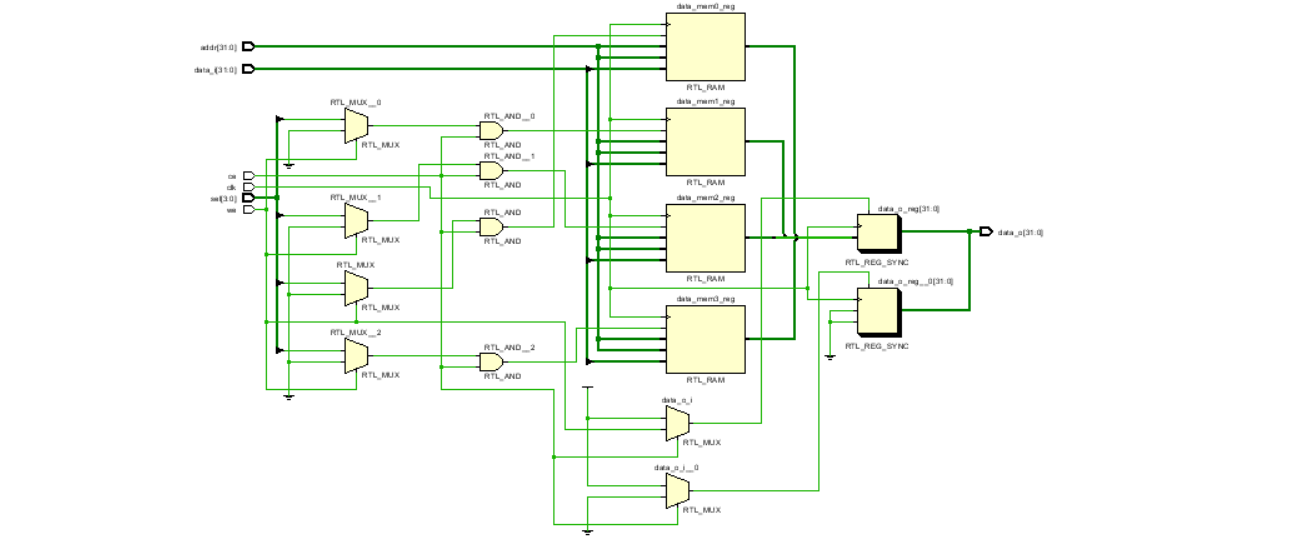 data_mem0_reg
addr[31:0]
data_i[31:0]
RTL_RAM
data_mem1_reg
RTL_MUX__0
RTL_AND__0
RTL_MUX
RTL_AND
RTL_AND__1
ce
RTL_RAM
clk
RTL_AND
sel[3:0]
RTL_MUX__1
data_mem2_reg
we
RTL_AND
data_o_reg[31:0]
data_o[31:0]
RTL_MUX
RTL_AND
RTL_MUX
RTL_REG_SYNC
RTL_RAM
data_o_reg__0[31:0]
data_mem3_reg
RTL_MUX
RTL_MUX__2
RTL_AND__2
RTL_REG_SYNC
RTL_MUX
RTL_AND
RTL_RAM
data_o_i
RTL_MUX
data_o_i__0
RTL_MUX